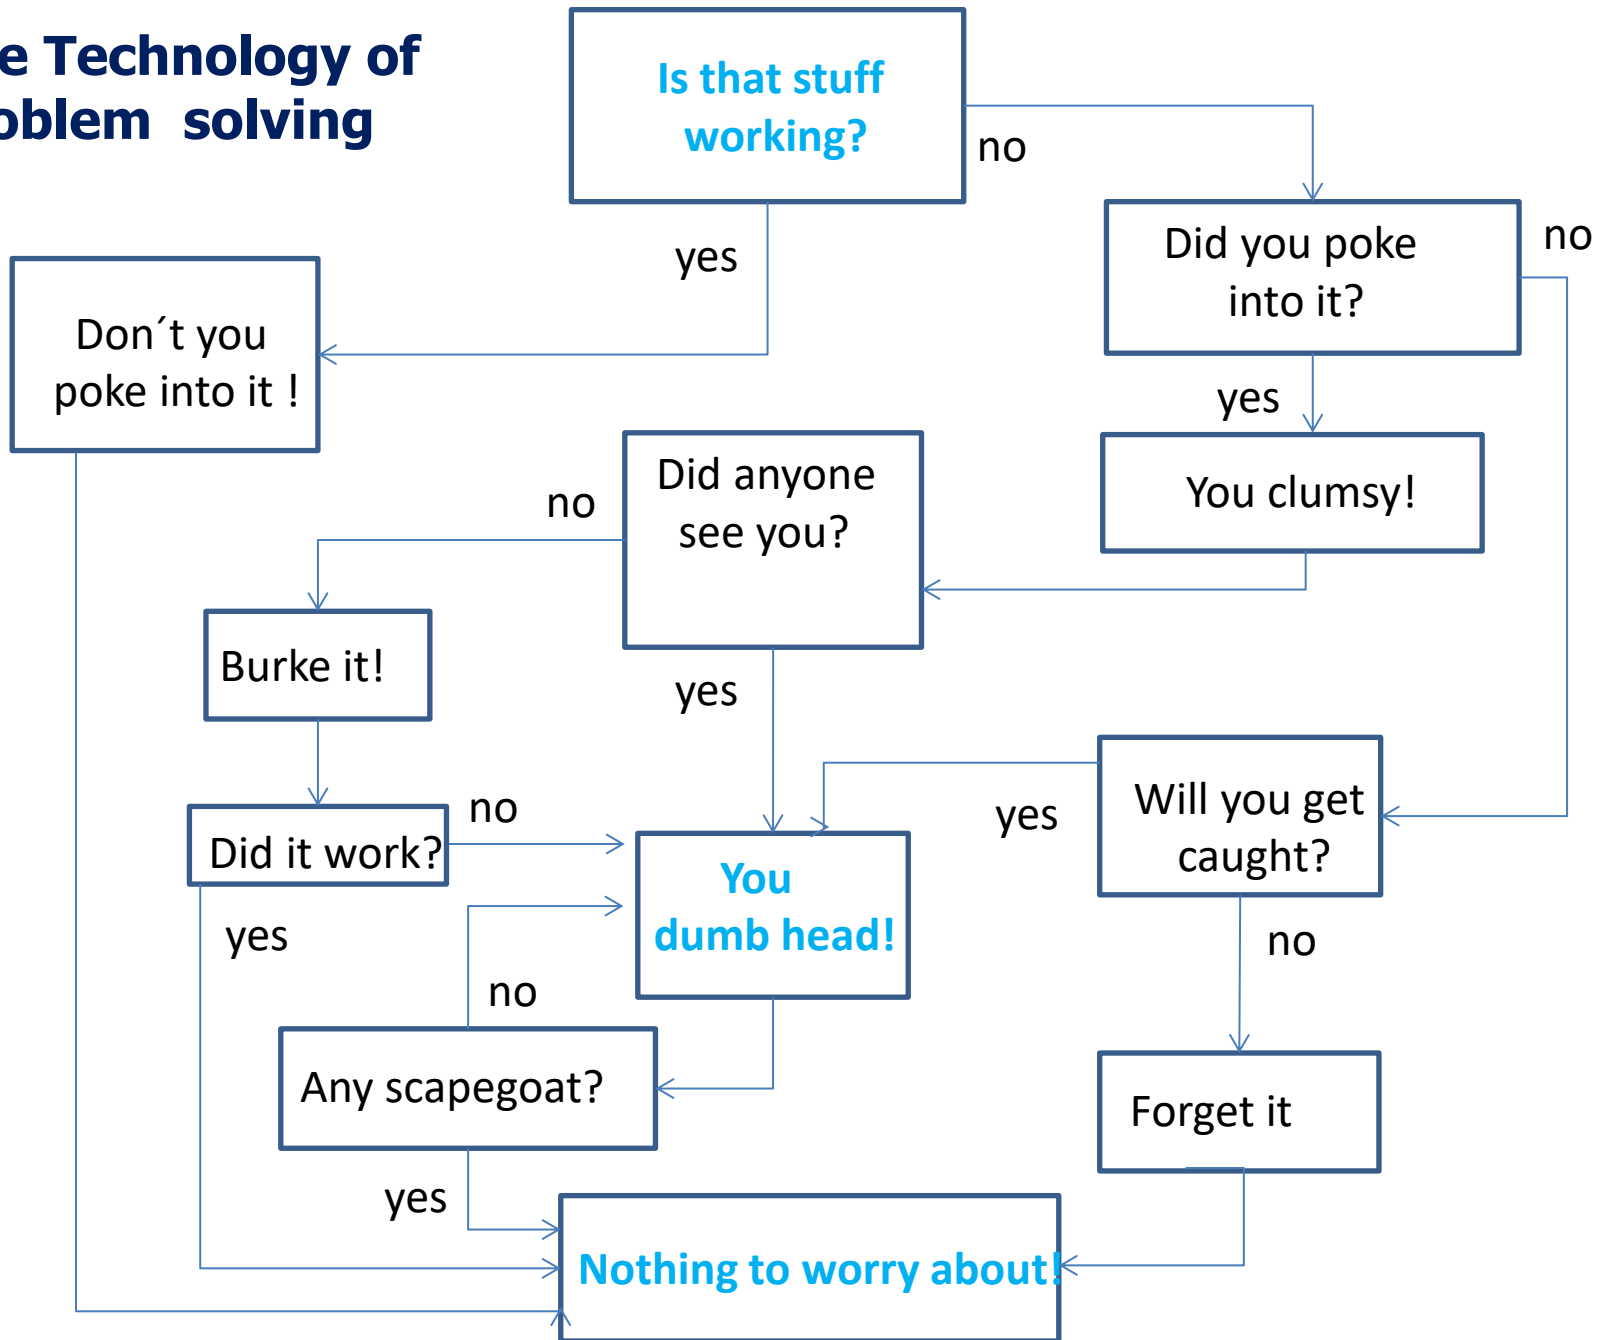 e Technology of
oblem solving
Is that stuff
working?
no
yes
Did you poke
into it?
no
Don´t you
poke into it !
yes
Did anyone
see you?
no
You clumsy!
Burke it!
yes
Did it work?
no
Will you get
caught?
yes
You
dumb head!
yes
no
no
Any scapegoat?
Forget it
yes
Nothing to worry about!